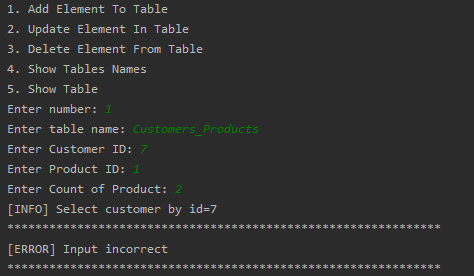 1. Add Element To Table
2. Update Element In Table
3. Delete Element From Table
4. Show Tables Names
5. Show Table
Enter number: 1
Enter table name: Customers_Products
Enter Customer ID: 7
Enter Product ID: 1
Enter Count of Product: 2
[INFO] Select customer by id=7
**************************************************************
[ERROR] Input incorrect
**************************************************************